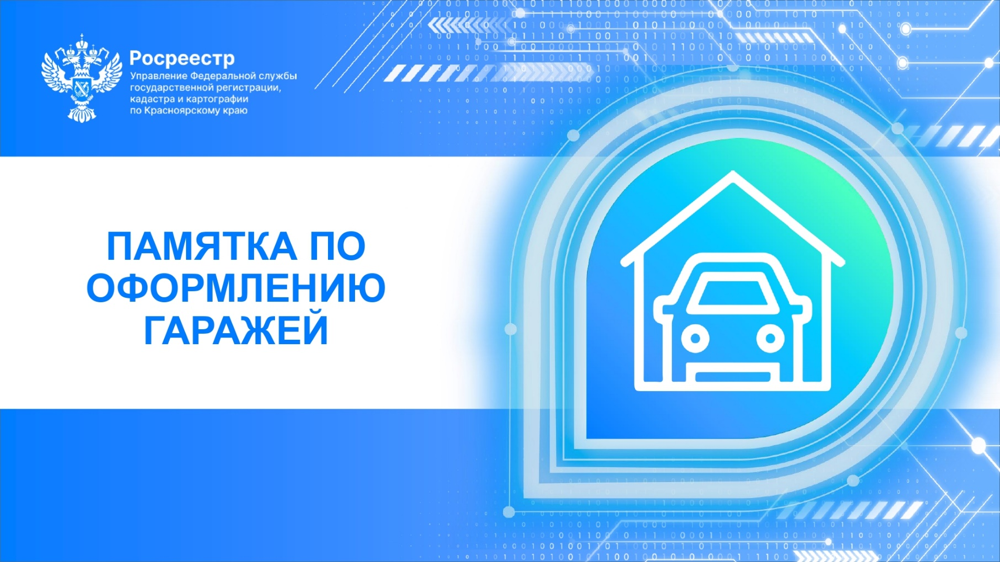 Росреестр
Управление Федеральной службы
государственной регистрации,
кадастра и картографии
по Красноярскому краю
ПАМЯТКА ПО
ОФОРМЛЕНИЮ
ГАРАЖЕЙ